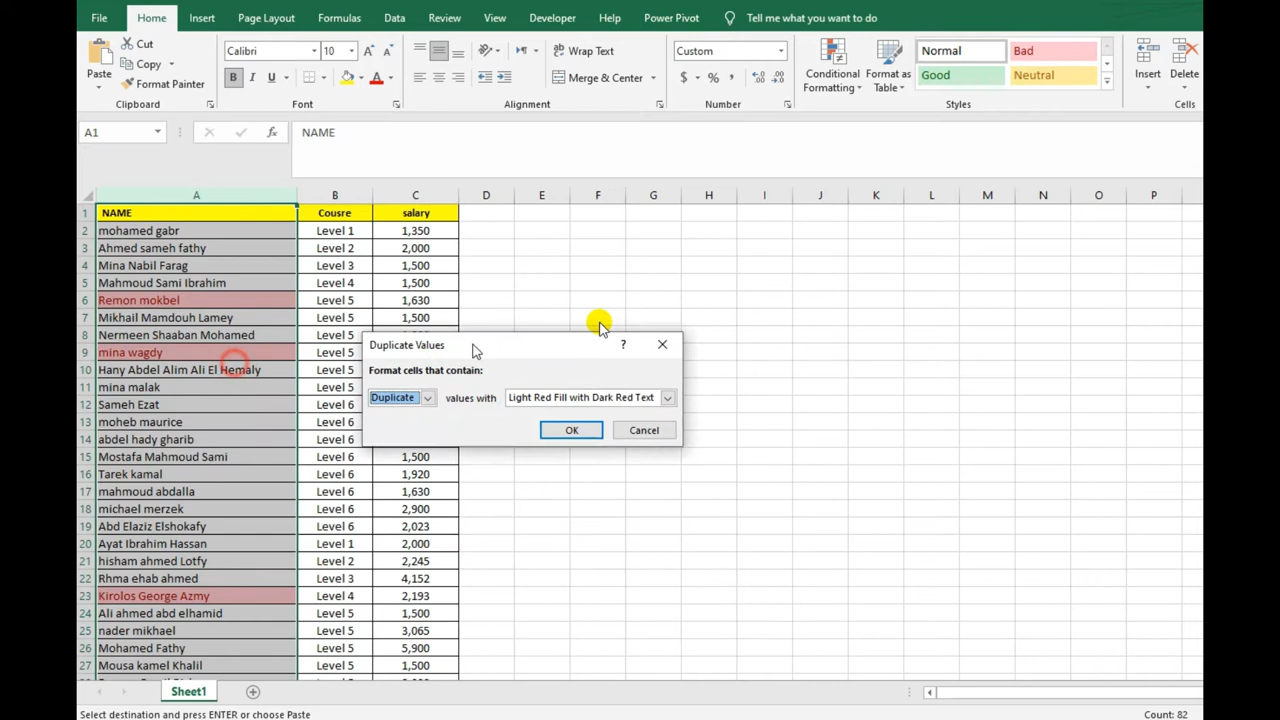 File Home Insert Page Layout Formulas Data Review View Developer Help Power Pivot Tell me what you want to do
Cut
Copy
Format Painter
Paste
Calibri 10
B I U A
Wrap Text
Merge & Center
Custom
$ % ,
Conditional Formatting
Format as Table
Normal Bad
Good Neutral
Insert Delete
Clipboard Font Alignment Number Styles Cells
A1 fx NAME
A B C D E F G H I J K L M N O P
1 NAME Cousre salary
2 mohamed gabr Level 1 1,350
3 Ahmed sameh fathy Level 2 2,000
4 Mina Nabil Farag Level 3 1,500
5 Mahmoud Sami Ibrahim Level 4 1,500
6 Remon mokbel Level 5 1,630
7 Mikhail Mamdouh Lamey Level 5 1,500
8 Nermeen Shaaban Mohamed Level 5
9 mina wagdy Level 5
10 Hany Abdel Alim Ali El Hemaly Level 5
11 mina malak Level 5
12 Sameh Ezat Level 6
13 moheb maurice Level 6
14 abdel hady gharib Level 6
15 Mostafa Mahmoud Sami Level 6 1,500
16 Tarek kamal Level 6 1,920
17 mahmoud abdalla Level 6 1,630
18 michael merzek Level 6 2,900
19 Abd Elaziz Elshokafy Level 6 2,023
20 Ayat Ibrahim Hassan Level 1 2,000
21 hisham ahmed Lotfy Level 2 2,245
22 Rhma ehab ahmed Level 3 4,152
23 Kirolos George Azmy Level 4 2,193
24 Ali ahmed abd elhamid Level 5 1,500
25 nader mikhael Level 5 3,065
26 Mohamed Fathy Level 5 5,900
27 Mousa kamel Khalil Level 5 1,500
Duplicate Values ?
Format cells that contain:
Duplicate values with Light Red Fill with Dark Red Text
OK Cancel
Sheet1
Select destination and press ENTER or choose Paste Count: 82